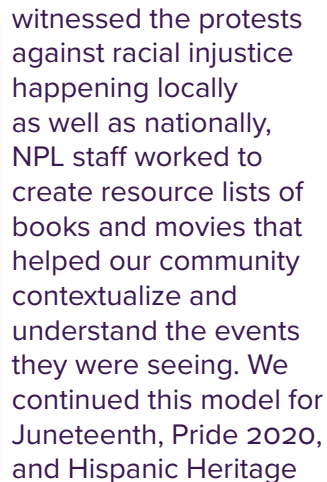 witnessed the protests
against racial injustice
happening locally
as well as nationally,
NPL staff worked to
create resource lists of
books and movies that
helped our community
contextualize and
understand the events
they were seeing. We
continued this model for
Juneteenth, Pride 2020,
and Hispanic Heritage